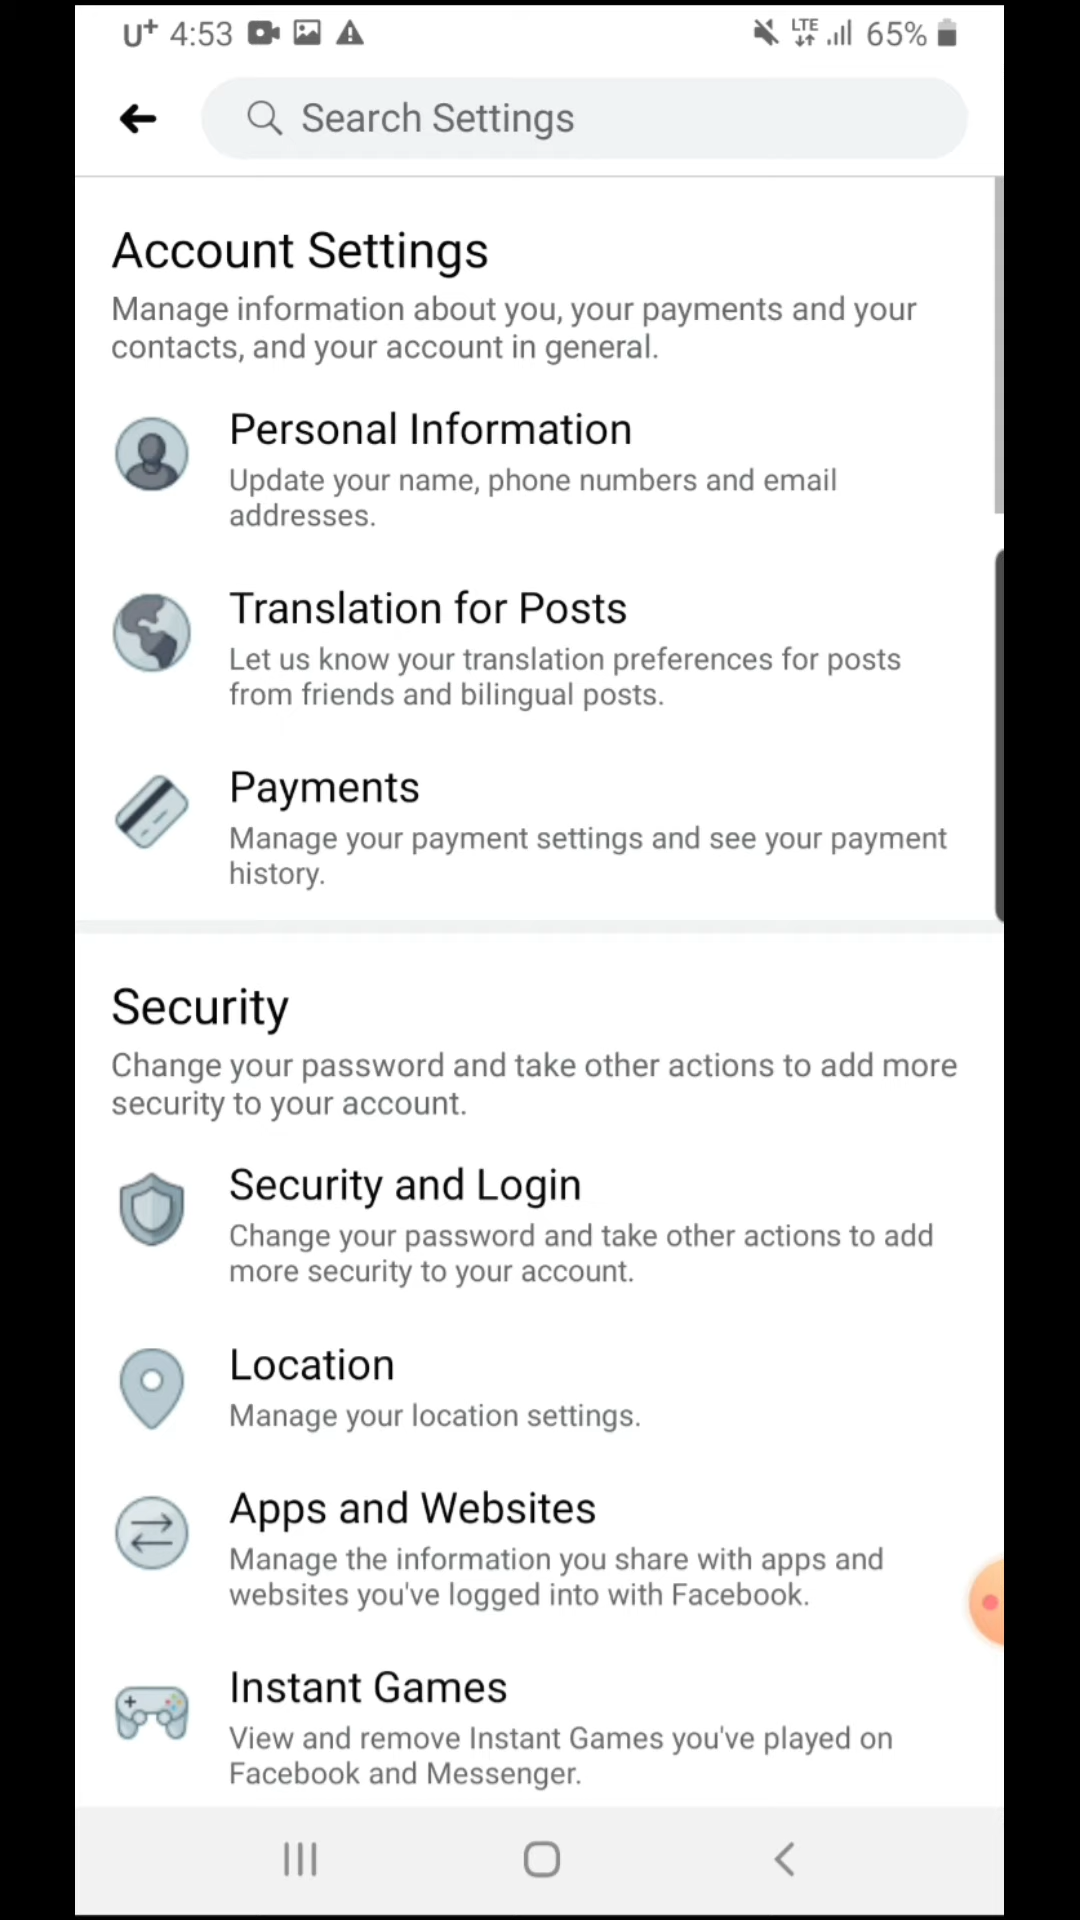 U+ 4:53 LTE 65%
Search Settings
Account Settings
Manage information about you, your payments and your
contacts, and your account in general.
Personal Information
Update your name, phone numbers and email
addresses.
Translation for Posts
Let us know your translation preferences for posts
from friends and bilingual posts.
Payments
Manage your payment settings and see your payment
history.
Security
Change your password and take other actions to add more
security to your account.
Security and Login
Change your password and take other actions to add
more security to your account.
Location
Manage your location settings.
Apps and Websites
Manage the information you share with apps and
websites you've logged into with Facebook.
Instant Games
View and remove Instant Games you've played on
Facebook and Messenger.